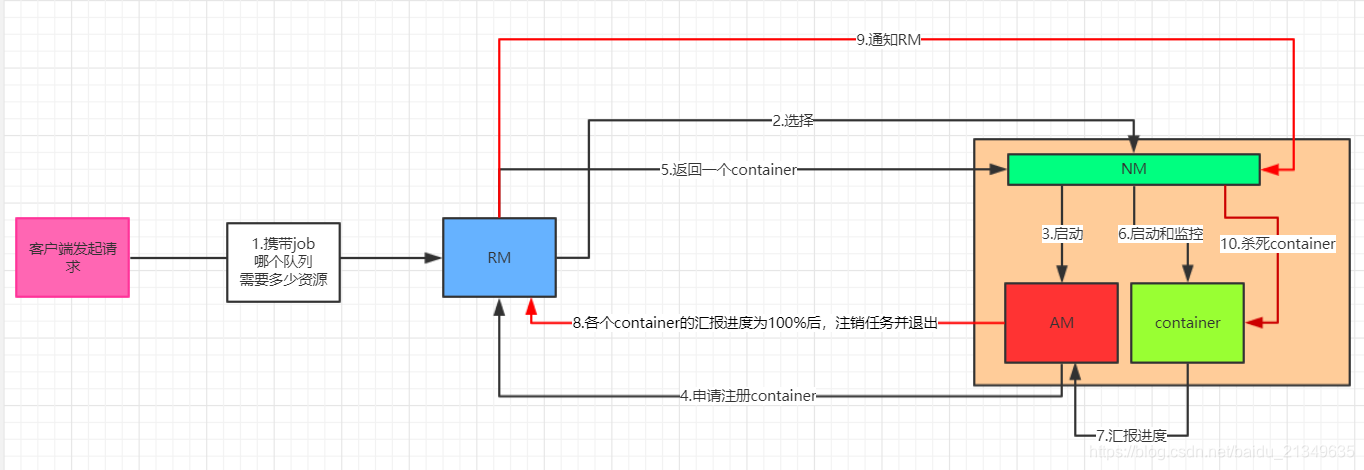 9.通知RM
2.选择
5.返回一个container
NM
客户端发起请
求
1.携带job
哪个队列
需要多少资源
RM
3.启动
6.启动和监控
10.杀死container
8.各个container的汇报进度为100%后，注销任务并退出
AM
container
4.申请注册container
7.汇报进度
https://blog.csdn.net/baidu_21349635